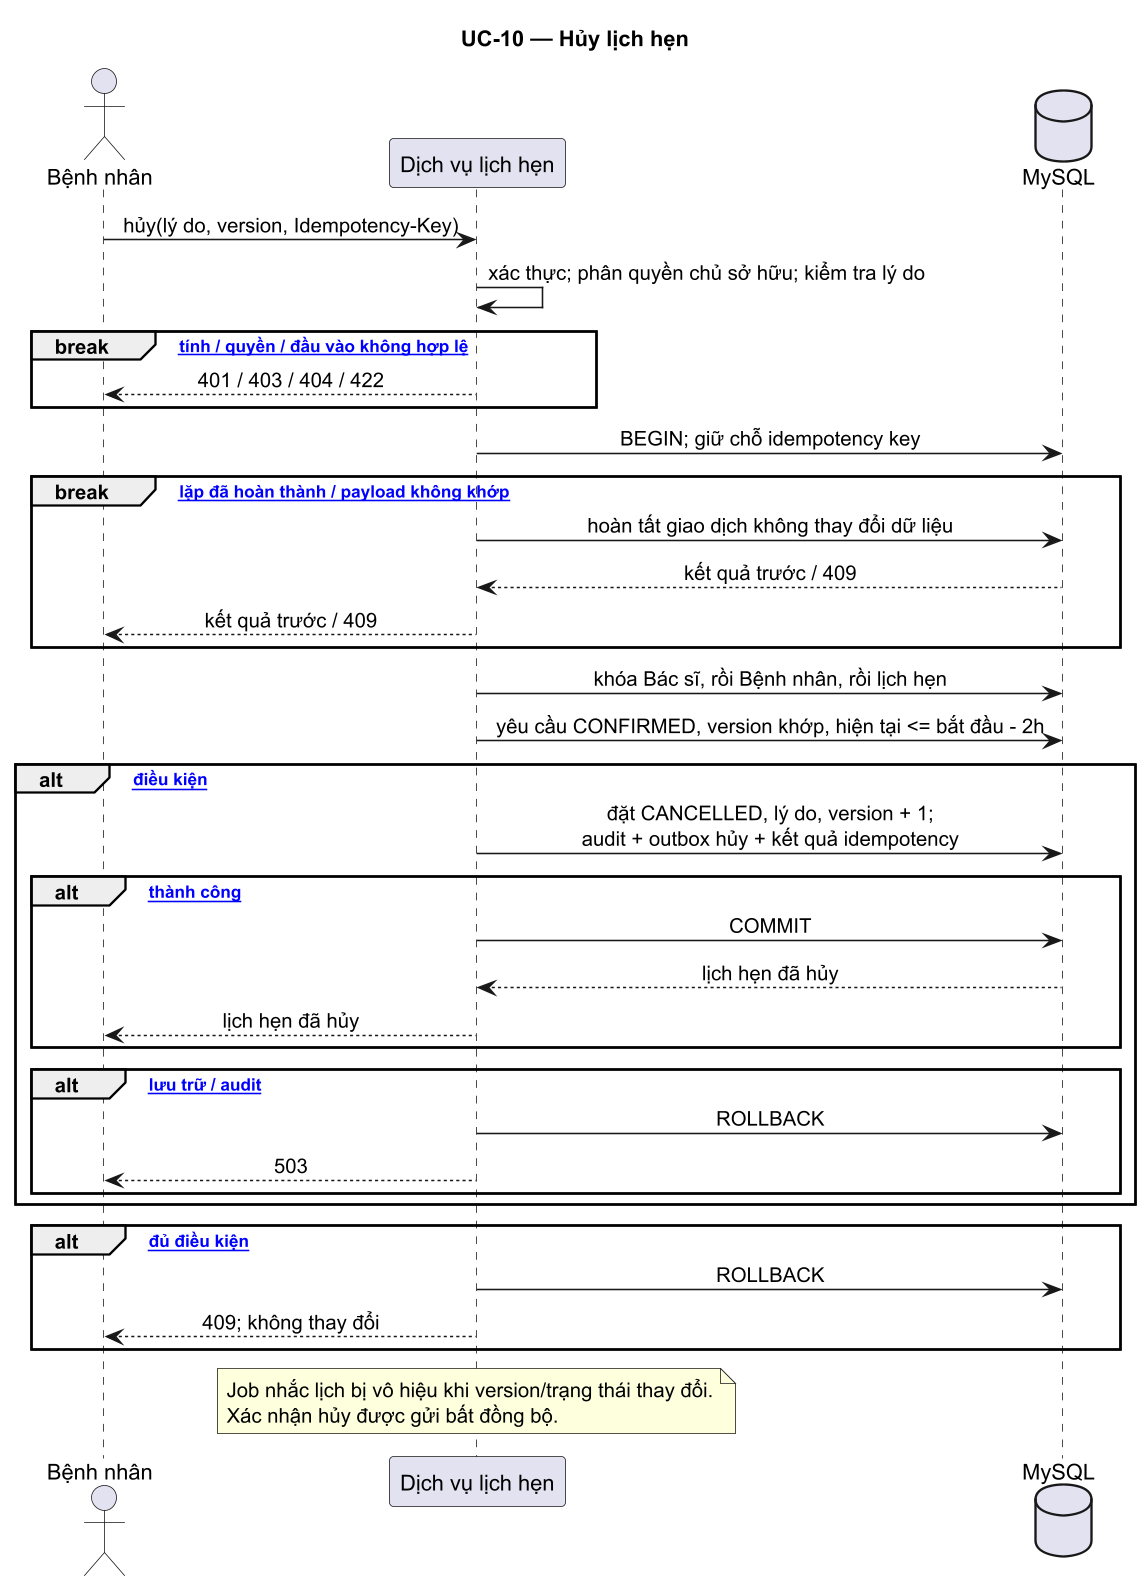 UC-10 — Hủy lịch hẹn
Bệnh nhân
Dịch vụ lịch hẹn
MySQL
hủy(lý do, version, Idempotency-Key)
xác thực; phân quyền chủ sở hữu; kiểm tra lý do
break
tính / quyền / đầu vào không hợp lệ
401 / 403 / 404 / 422
BEGIN; giữ chỗ idempotency key
break
lặp đã hoàn thành / payload không khớp
hoàn tất giao dịch không thay đổi dữ liệu
kết quả trước / 409
kết quả trước / 409
khóa Bác sĩ, rồi Bệnh nhân, rồi lịch hẹn
yêu cầu CONFIRMED, version khớp, hiện tại <= bắt đầu - 2h
alt
điều kiện
đặt CANCELLED, lý do, version + 1;
audit + outbox hủy + kết quả idempotency
alt
thành công
COMMIT
lịch hẹn đã hủy
lịch hẹn đã hủy
alt
lưu trữ / audit
ROLLBACK
503
alt
đủ điều kiện
ROLLBACK
409; không thay đổi
Job nhắc lịch bị vô hiệu khi version/trạng thái thay đổi.
Xác nhận hủy được gửi bất đồng bộ.
Bệnh nhân
Dịch vụ lịch hẹn
MySQL